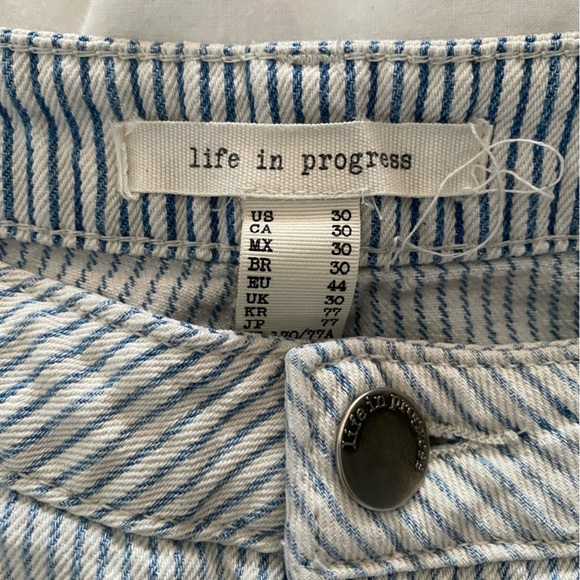 life in progress
US 30
CA 30
MX 30
BR 30
EU 44
UK 30
KR 77
JP 77
170/77A
life in progress